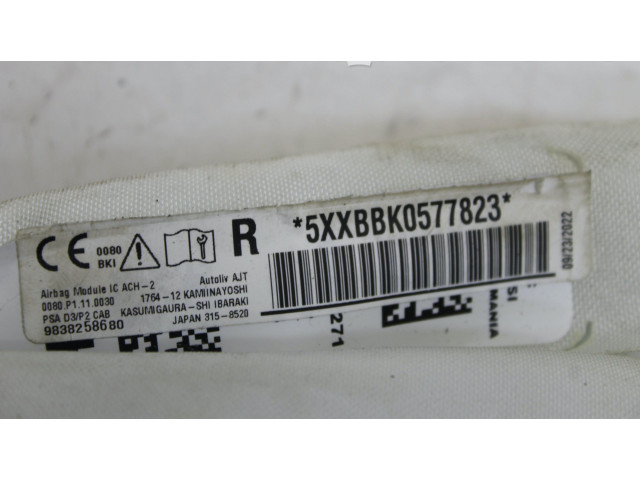 CE 0080 BKI R *5XXBBK0577823*
09/23/2022
Airbag Module IC ACH-2 Autoliv AJT
0080 P1.11.0030 1764-12 KAMIINAYOSHI
PSA D3/P2 CAB KASUMIGAURA-SHI IBARAKI
9838258680 JAPAN 315-8520
271
SI
MANIA